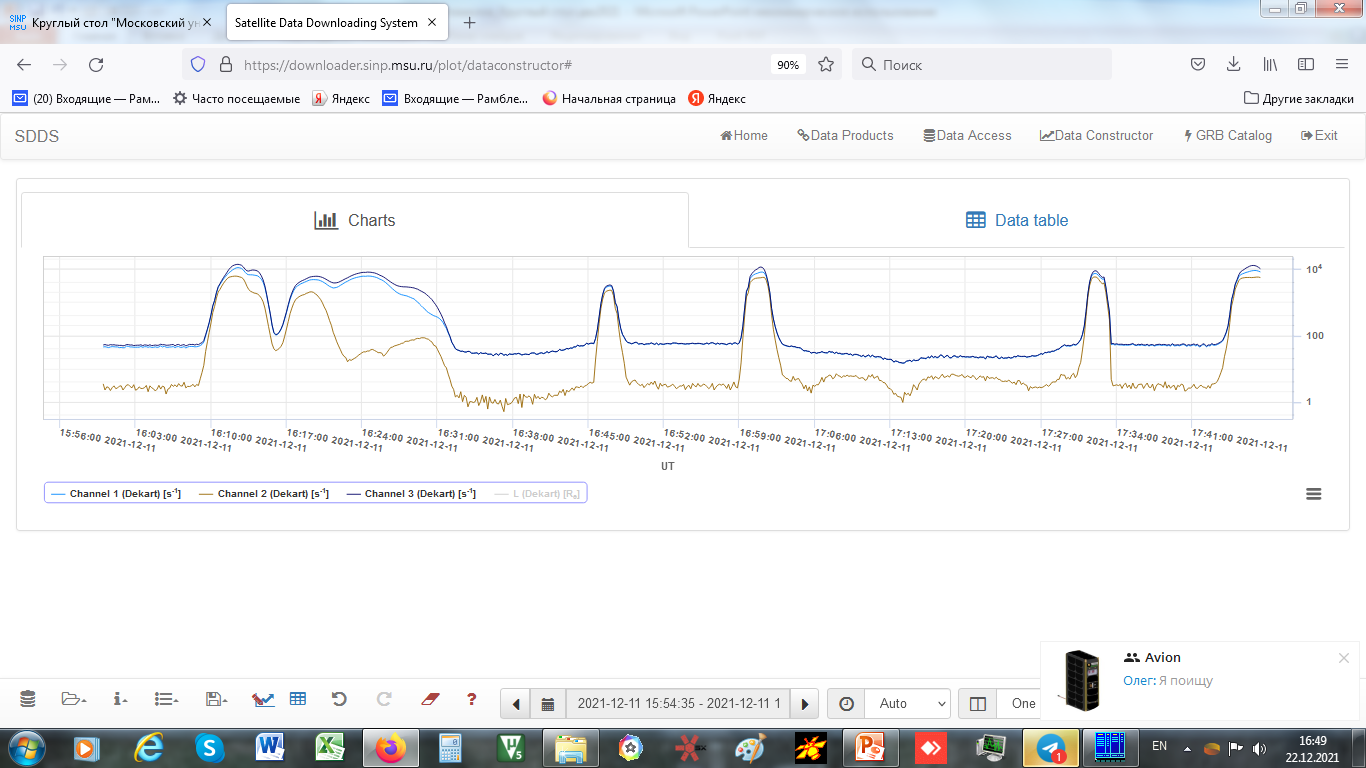 SINP MSU Круглый стол "Московский ун
Satellite Data Downloading System
https://downloader.sinp.msu.ru/plot/dataconstructor#
90%
Поиск
(20) Входящие — Рам...
Часто посещаемые
Яндекс
Входящие — Рамбле...
Начальная страница
Яндекс
Другие закладки
SDDS
Home
Data Products
Data Access
Data Constructor
GRB Catalog
Exit
Charts
Data table
10⁴
100
1
15:56:00 2021-12-11
16:03:00 2021-12-11
16:10:00 2021-12-11
16:17:00 2021-12-11
16:24:00 2021-12-11
16:31:00 2021-12-11
16:38:00 2021-12-11
16:45:00 2021-12-11
16:52:00 2021-12-11
16:59:00 2021-12-11
17:06:00 2021-12-11
17:13:00 2021-12-11
17:20:00 2021-12-11
17:27:00 2021-12-11
17:34:00 2021-12-11
17:41:00 2021-12-11
UT
Channel 1 (Dekart) [s⁻¹]
Channel 2 (Dekart) [s⁻¹]
Channel 3 (Dekart) [s⁻¹]
L (Dekart) [Rₑ]
Avion
Олег: Я поищу
2021-12-11 15:54:35 - 2021-12-11 1
Auto
One
EN
16:49
22.12.2021